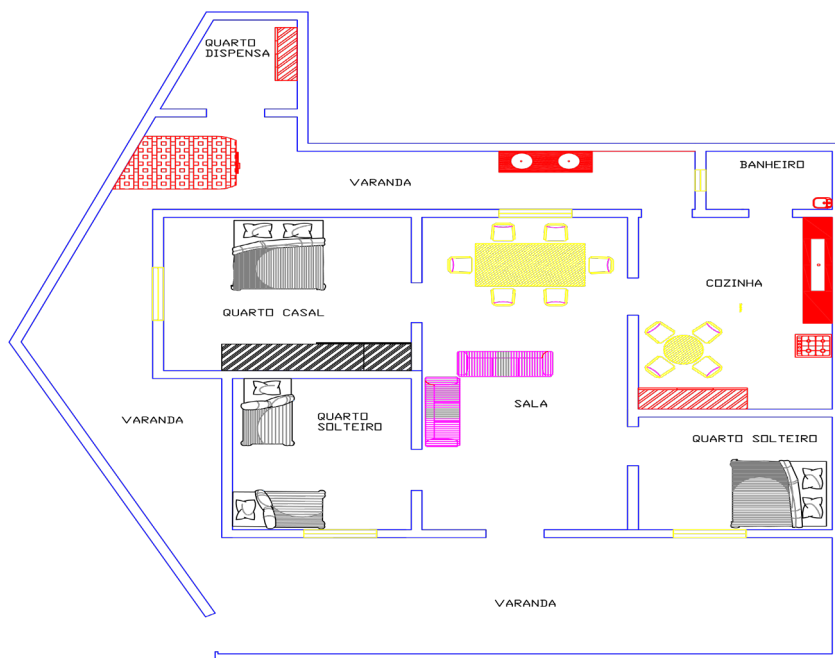 QUARTO
DISPENSA
BANHEIRO
VARANDA
COZINHA
QUARTO CASAL
SALA
QUARTO
SOLTEIRO
VARANDA
QUARTO SOLTEIRO
VARANDA